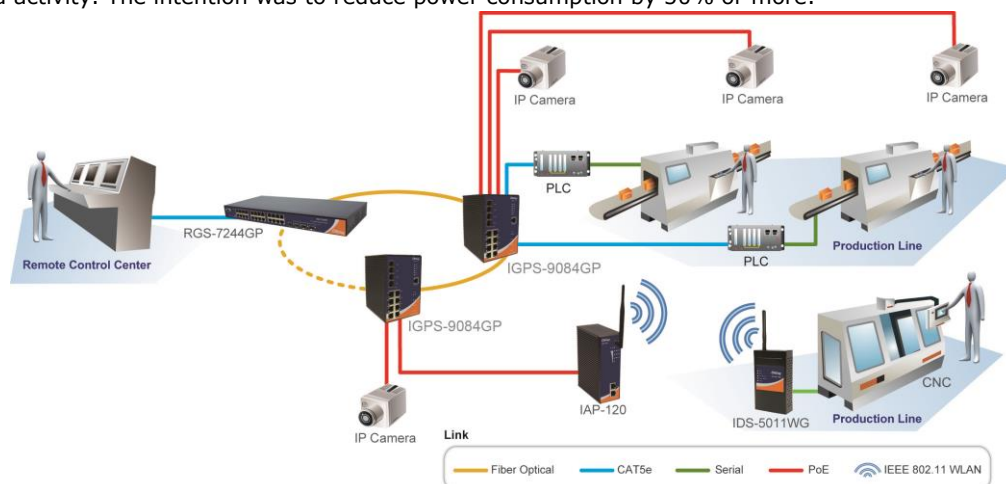 a activity. The intention was to reduce power consumption by 50% or more.
IP Camera
IP Camera
IP Camera
PLC
RGS-7244GP
Remote Control Center
IGPS-9084GP
PLC
Production Line
IGPS-9084GP
IAP-120
IDS-5011WG
CNC
Production Line
IP Camera
Link
Fiber Optical
CAT5e
Serial
PoE
IEEE 802.11 WLAN